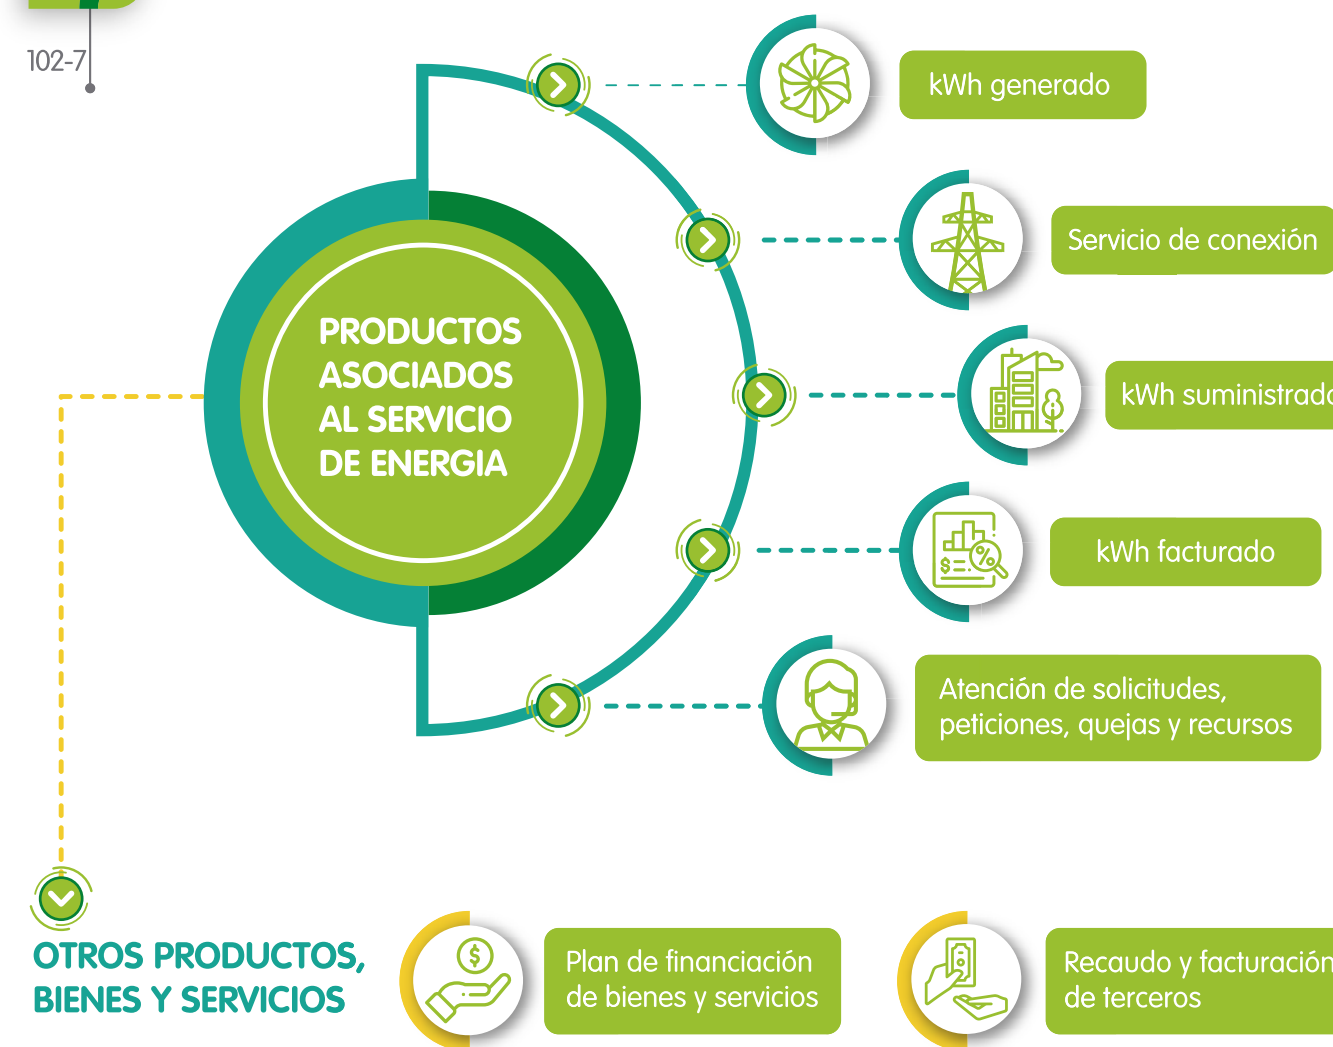 102-7
kWh generado
Servicio de conexión
kWh suministrado
PRODUCTOS
ASOCIADOS
AL SERVICIO
DE ENERGIA
kWh facturado
Atención de solicitudes,
peticiones, quejas y recursos
OTROS PRODUCTOS,
BIENES Y SERVICIOS
Plan de financiación
de bienes y servicios
Recaudo y facturación
de terceros